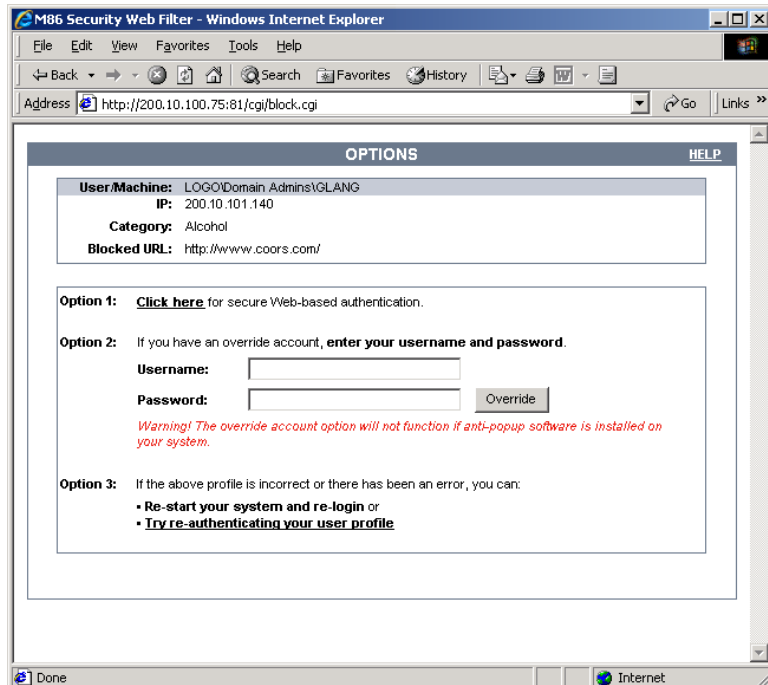 M86 Security Web Filter - Windows Internet Explorer
File Edit View Favorites Tools Help
Back Search Favorites History
Address http://200.10.100.75:81/cgi/block.cgi Go Links »
OPTIONS HELP
User/Machine: LOGO\Domain Admins\GLANG
IP: 200.10.101.140
Category: Alcohol
Blocked URL: http://www.coors.com/
Option 1: Click here for secure Web-based authentication.
Option 2: If you have an override account, enter your username and password.
Username:
Password: Override
Warning! The override account option will not function if anti-popup software is installed on
your system.
Option 3: If the above profile is incorrect or there has been an error, you can:
▪ Re-start your system and re-login or
▪ Try re-authenticating your user profile
Done Internet